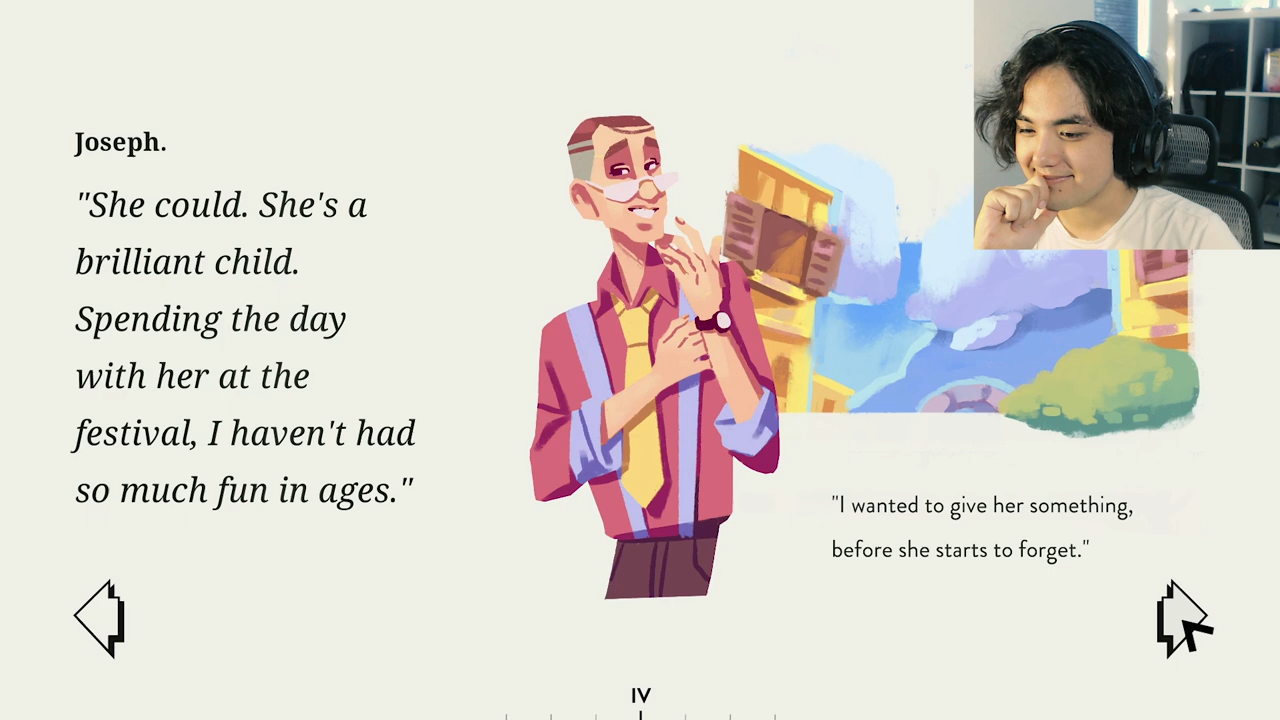 Joseph.
"She could. She's a
brilliant child.
Spending the day
with her at the
festival, I haven't had
so much fun in ages."
"I wanted to give her something,
before she starts to forget."
IV